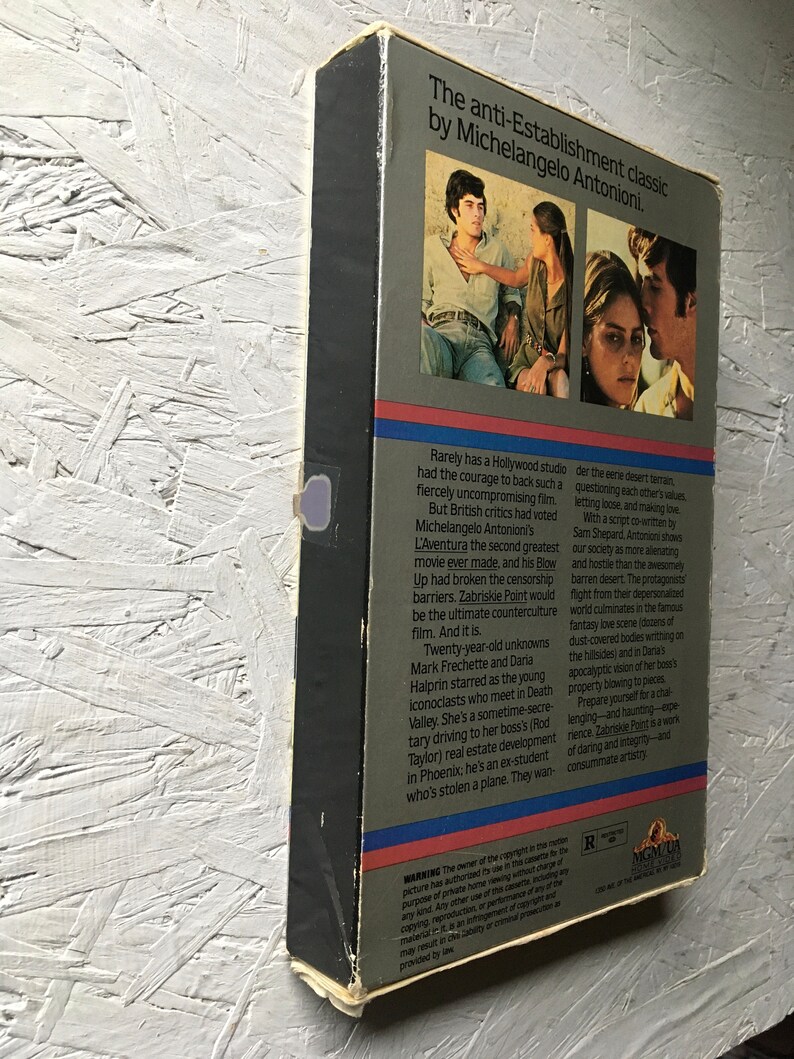 The anti-Establishment classic
by Michelangelo Antonioni.
Rarely has a Hollywood studio
had the courage to back such a
fiercely uncompromising film.
But British critics had voted
Michelangelo Antonioni's
L'Aventura the second greatest
movie ever made, and his Blow
Up had broken the censorship
barriers. Zabriskie Point would
be the ultimate counterculture
film. And it is.
Twenty-year-old unknowns
Mark Frechette and Daria
Halprin starred as the young
iconoclasts who meet in Death
Valley. She's a sometime-secre-
tary driving to her boss's (Rod
Taylor) real estate development
in Phoenix; he's an ex-student
who's stolen a plane. They wan-
der the eerie desert terrain,
questioning each other's values,
letting loose, and making love.
With a script co-written by
Sam Shepard, Antonioni shows
our society as more alienating
and hostile than the awesomely
barren desert. The protagonists'
flight from their depersonalized
world culminates in the famous
fantasy love scene (dozens of
dust-covered bodies writhing on
the hillsides) and in Daria's
apocalyptic vision of her boss's
property blowing to pieces.
Prepare yourself for a chal-
lenging—and haunting—expe-
rience. Zabriskie Point is a work
of daring and integrity—and
consummate artistry.
WARNING The owner of the copyright in this motion
picture has authorized its use in this cassette for the
purpose of private home viewing without charge of
any kind. Any other use of this cassette, including any
copying, reproduction, or performance of any of the
material in it, is an infringement of copyright and
may result in civil liability or criminal prosecution as
provided by law.
R RESTRICTED
MGM/UA
HOME VIDEO
1350 AVE. OF THE AMERICAS, NY, NY 10019